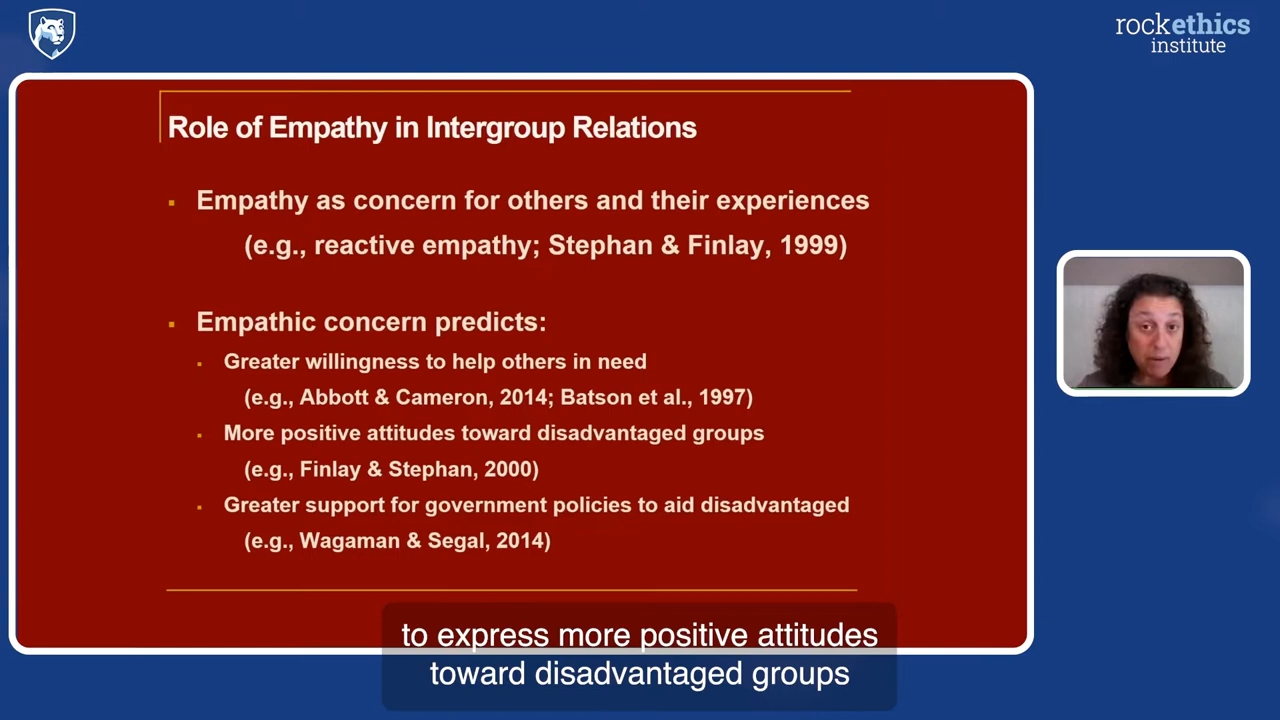 rockethics
institute
Role of Empathy in Intergroup Relations
▪ Empathy as concern for others and their experiences
(e.g., reactive empathy; Stephan & Finlay, 1999)
▪ Empathic concern predicts:
▪ Greater willingness to help others in need
(e.g., Abbott & Cameron, 2014; Batson et al., 1997)
▪ More positive attitudes toward disadvantaged groups
(e.g., Finlay & Stephan, 2000)
▪ Greater support for government policies to aid disadvantaged
(e.g., Wagaman & Segal, 2014)
to express more positive attitudes
toward disadvantaged groups